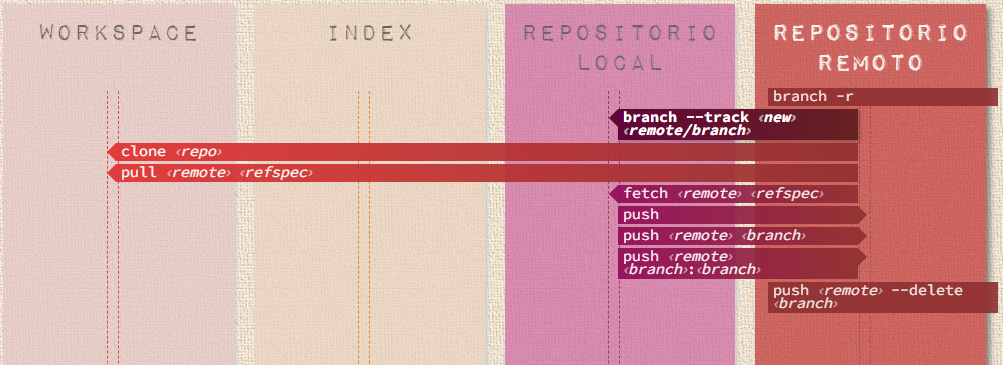 WORKSPACE
INDEX
REPOSITORIO
LOCAL
REPOSITORIO
REMOTO
branch -r
branch --track ‹new›
‹remote/branch›
clone ‹repo›
pull ‹remote› ‹refspec›
fetch ‹remote› ‹refspec›
push
push ‹remote› ‹branch›
push ‹remote›
‹branch›:‹branch›
push ‹remote› --delete
‹branch›